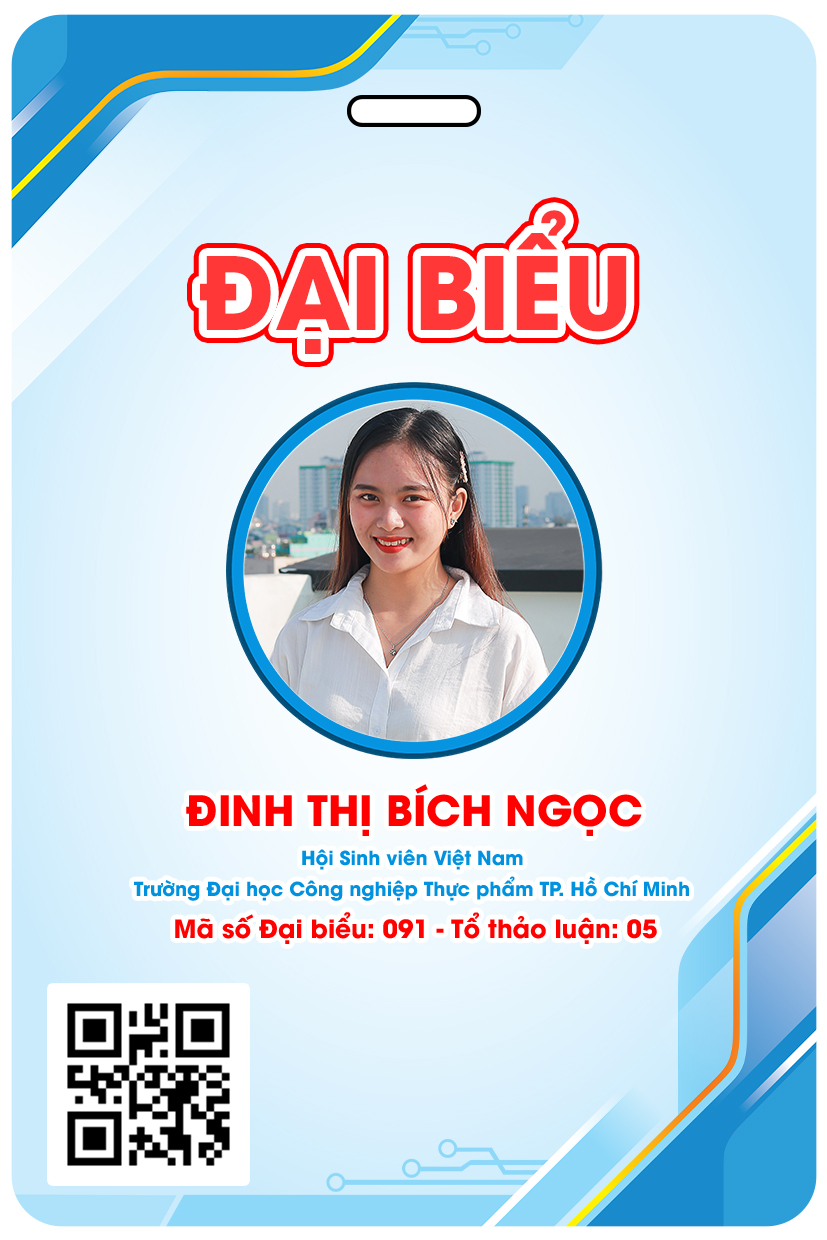 ĐẠI BIỂU
ĐINH THỊ BÍCH NGỌC
Hội Sinh viên Việt Nam
Trường Đại học Công nghiệp Thực phẩm TP. Hồ Chí Minh
Mã số Đại biểu: 091 - Tổ thảo luận: 05